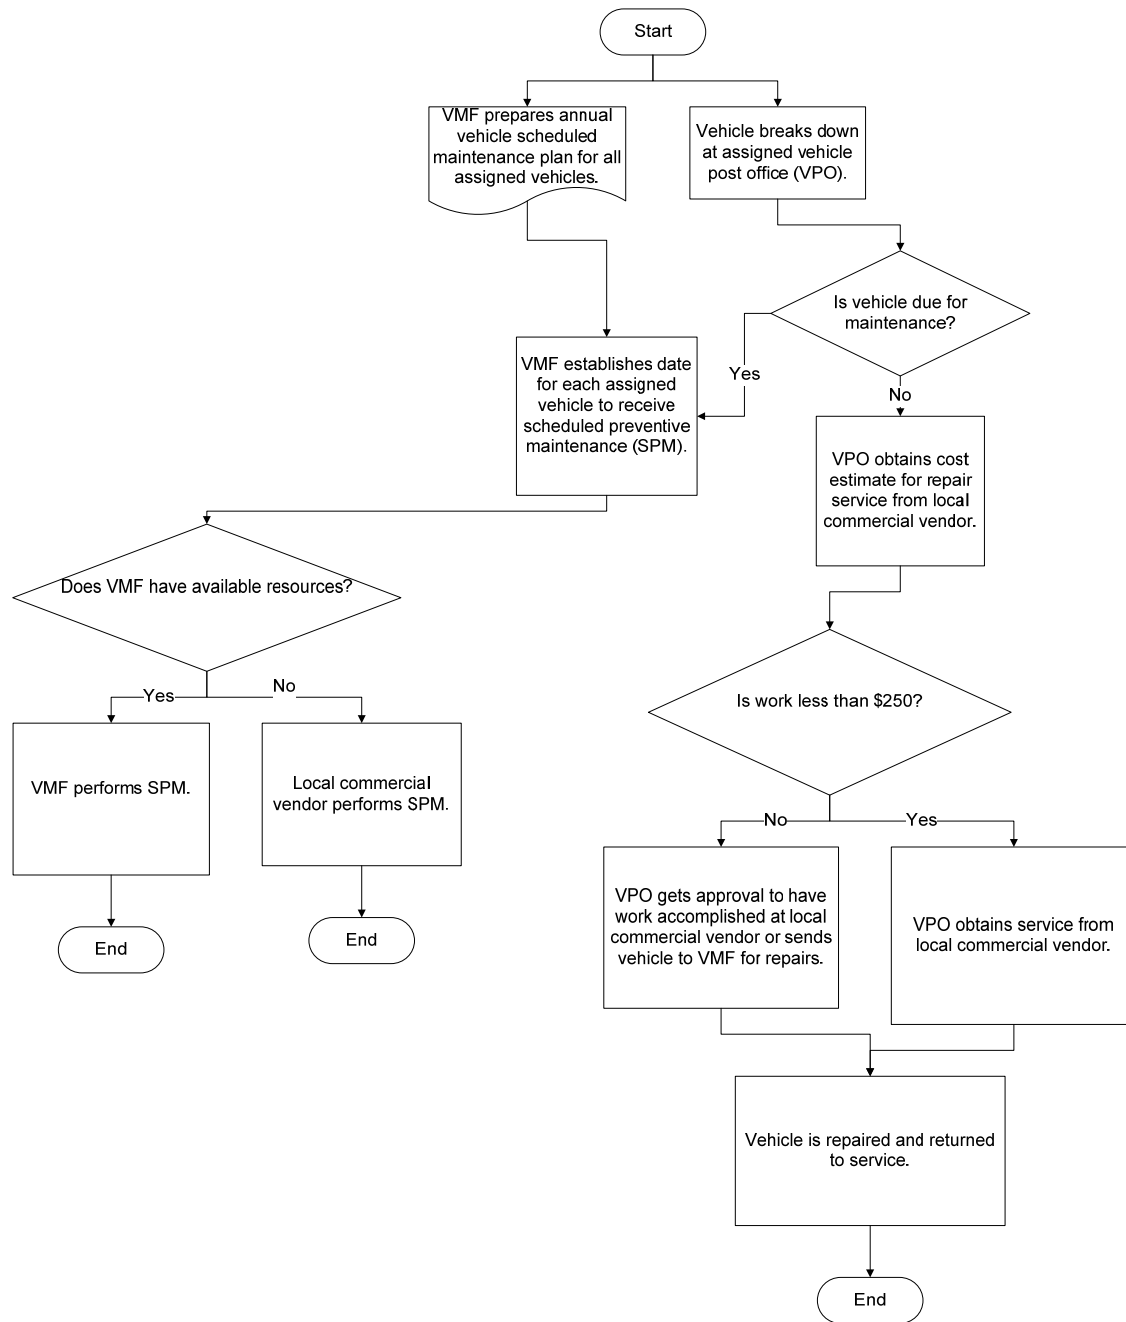 Start
VMF prepares annual
vehicle scheduled
maintenance plan for all
assigned vehicles.
Vehicle breaks down
at assigned vehicle
post office (VPO).
Is vehicle due for
maintenance?
Yes
No
VMF establishes date
for each assigned
vehicle to receive
scheduled preventive
maintenance (SPM).
VPO obtains cost
estimate for repair
service from local
commercial vendor.
Does VMF have available resources?
Yes
No
VMF performs SPM.
Local commercial
vendor performs SPM.
End
End
Is work less than $250?
No
Yes
VPO gets approval to have
work accomplished at local
commercial vendor or sends
vehicle to VMF for repairs.
VPO obtains service from
local commercial vendor.
Vehicle is repaired and returned
to service.
End